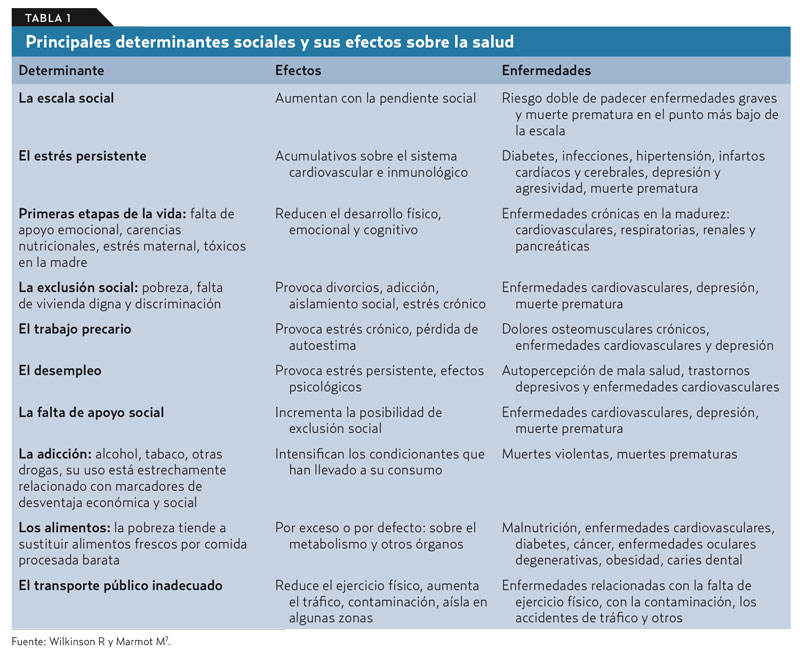 TABLA 1
Principales determinantes sociales y sus efectos sobre la salud
Determinante Efectos Enfermedades
La escala social Aumentan con la pendiente social Riesgo doble de padecer enfermedades graves
y muerte prematura en el punto más bajo de
la escala
El estrés persistente Acumulativos sobre el sistema Diabetes, infecciones, hipertensión, infartos
cardiovascular e inmunológico cardíacos y cerebrales, depresión y
agresividad, muerte prematura
Primeras etapas de la vida: falta de Reducen el desarrollo físico, Enfermedades crónicas en la madurez:
apoyo emocional, carencias emocional y cognitivo cardiovasculares, respiratorias, renales y
nutricionales, estrés maternal, tóxicos pancreáticas
en la madre
La exclusión social: pobreza, falta Provoca divorcios, adicción, Enfermedades cardiovasculares, depresión,
de vivienda digna y discriminación aislamiento social, estrés crónico muerte prematura
El trabajo precario Provoca estrés crónico, pérdida de Dolores osteomusculares crónicos,
autoestima enfermedades cardiovasculares y depresión
El desempleo Provoca estrés persistente, efectos Autopercepción de mala salud, trastornos
psicológicos depresivos y enfermedades cardiovasculares
La falta de apoyo social Incrementa la posibilidad de Enfermedades cardiovasculares, depresión,
exclusión social muerte prematura
La adicción: alcohol, tabaco, otras Intensifican los condicionantes que Muertes violentas, muertes prematuras
drogas, su uso está estrechamente han llevado a su consumo
relacionado con marcadores de
desventaja económica y social
Los alimentos: la pobreza tiende a Por exceso o por defecto: sobre el Malnutrición, enfermedades cardiovasculares,
sustituir alimentos frescos por comida metabolismo y otros órganos diabetes, cáncer, enfermedades oculares
procesada barata degenerativas, obesidad, caries dental
El transporte público inadecuado Reduce el ejercicio físico, aumenta Enfermedades relacionadas con la falta de
el tráfico, contaminación, aísla en ejercicio físico, con la contaminación, los
algunas zonas accidentes de tráfico y otros
Fuente: Wilkinson R y Marmot M⁷.